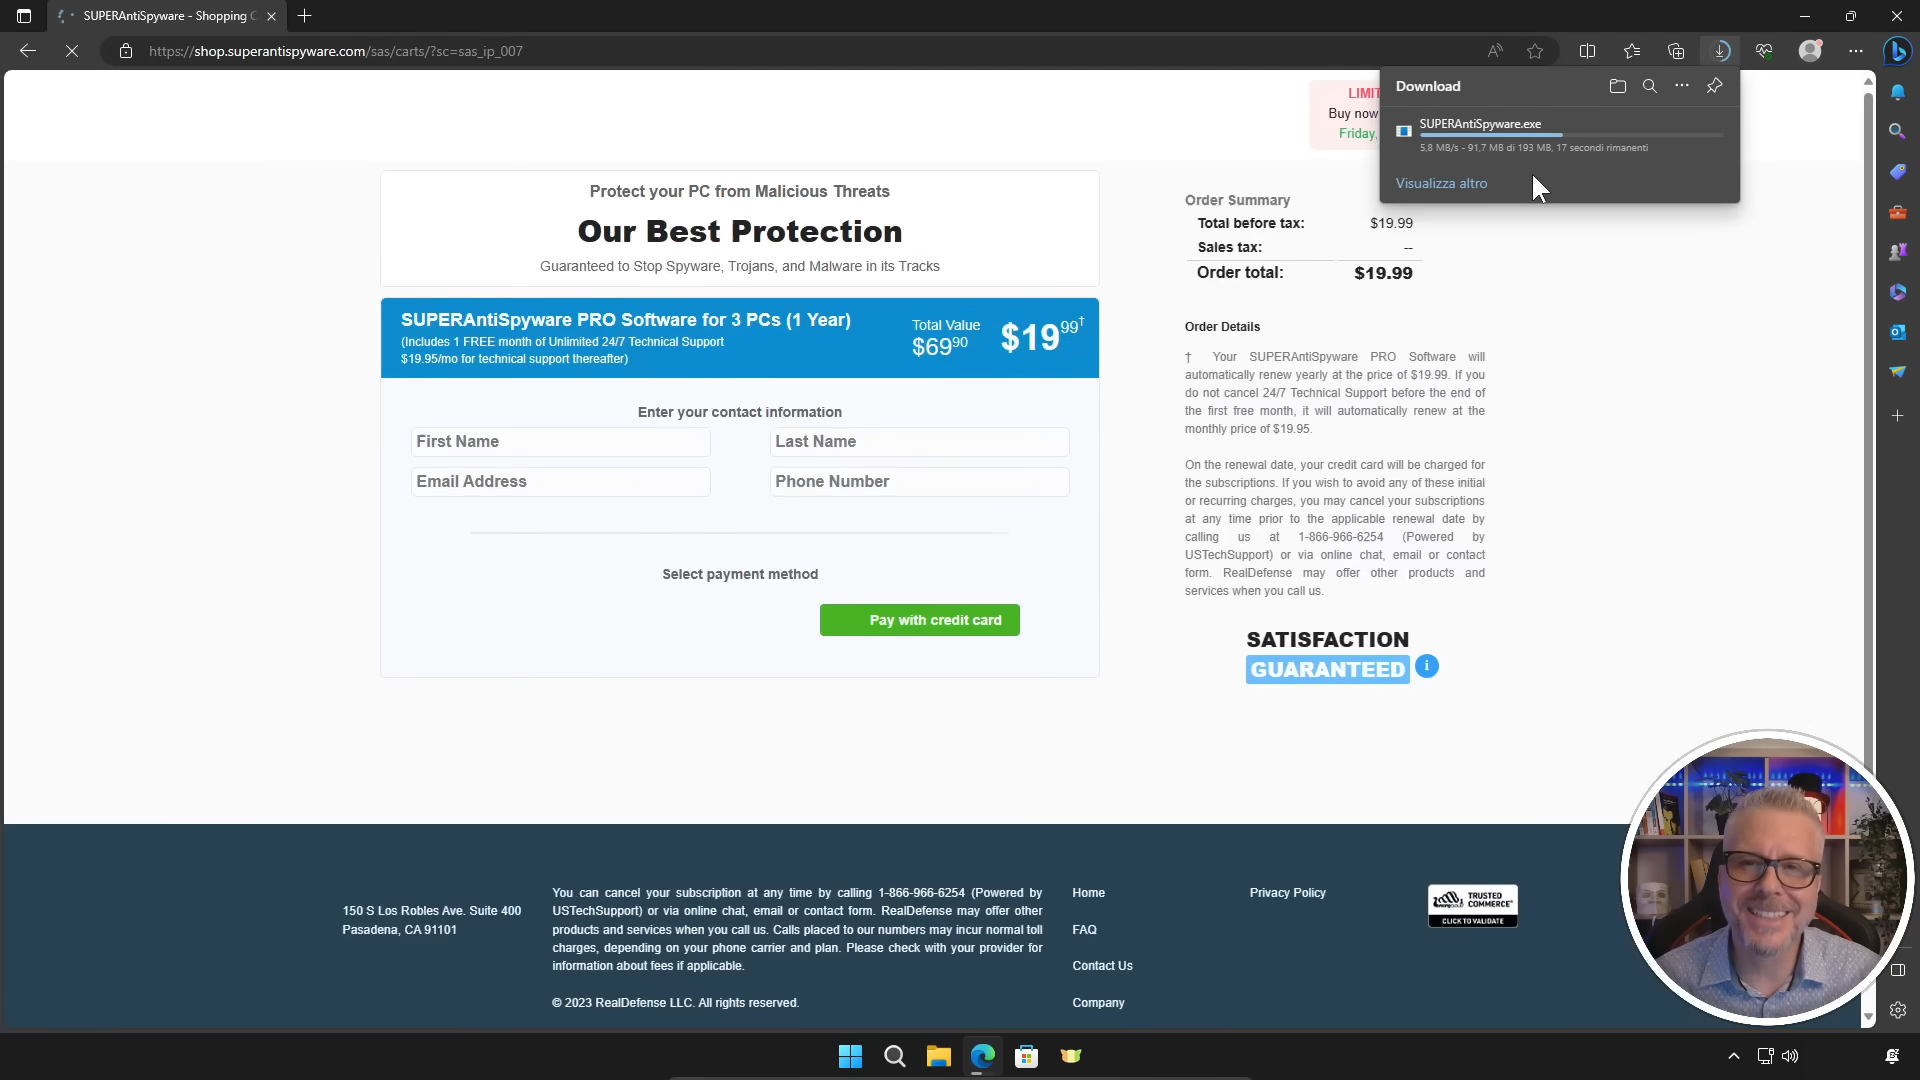 SUPERAntiSpyware - Shopping C
https://shop.superantispyware.com/sas/carts/?sc=sas_ip_007
LIMIT
Buy now
Friday,
Download
SUPERAntiSpyware.exe
5,8 MB/s - 91,7 MB di 193 MB, 17 secondi rimanenti
Visualizza altro
Protect your PC from Malicious Threats
Our Best Protection
Guaranteed to Stop Spyware, Trojans, and Malware in its Tracks
SUPERAntiSpyware PRO Software for 3 PCs (1 Year)
(Includes 1 FREE month of Unlimited 24/7 Technical Support
$19.95/mo for technical support thereafter)
Total Value
$69⁹⁰
$19⁹⁹†
Enter your contact information
First Name
Last Name
Email Address
Phone Number
Select payment method
Pay with credit card
Order Summary
Total before tax: $19.99
Sales tax: --
Order total: $19.99
Order Details
† Your SUPERAntiSpyware PRO Software will
automatically renew yearly at the price of $19.99. If you
do not cancel 24/7 Technical Support before the end of
the first free month, it will automatically renew at the
monthly price of $19.95.
On the renewal date, your credit card will be charged for
the subscriptions. If you wish to avoid any of these initial
or recurring charges, you may cancel your subscriptions
at any time prior to the applicable renewal date by
calling us at 1-866-966-6254 (Powered by
USTechSupport) or via online chat, email or contact
form. RealDefense may offer other products and
services when you call us.
SATISFACTION
GUARANTEED
i
150 S Los Robles Ave. Suite 400
Pasadena, CA 91101
You can cancel your subscription at any time by calling 1-866-966-6254 (Powered by
USTechSupport) or via online chat, email or contact form. RealDefense may offer other
products and services when you call us. Calls placed to our numbers may incur normal toll
charges, depending on your phone carrier and plan. Please check with your provider for
information about fees if applicable.
© 2023 RealDefense LLC. All rights reserved.
Home
FAQ
Contact Us
Company
Privacy Policy
TRUSTED
COMMERCE
CLICK TO VALIDATE